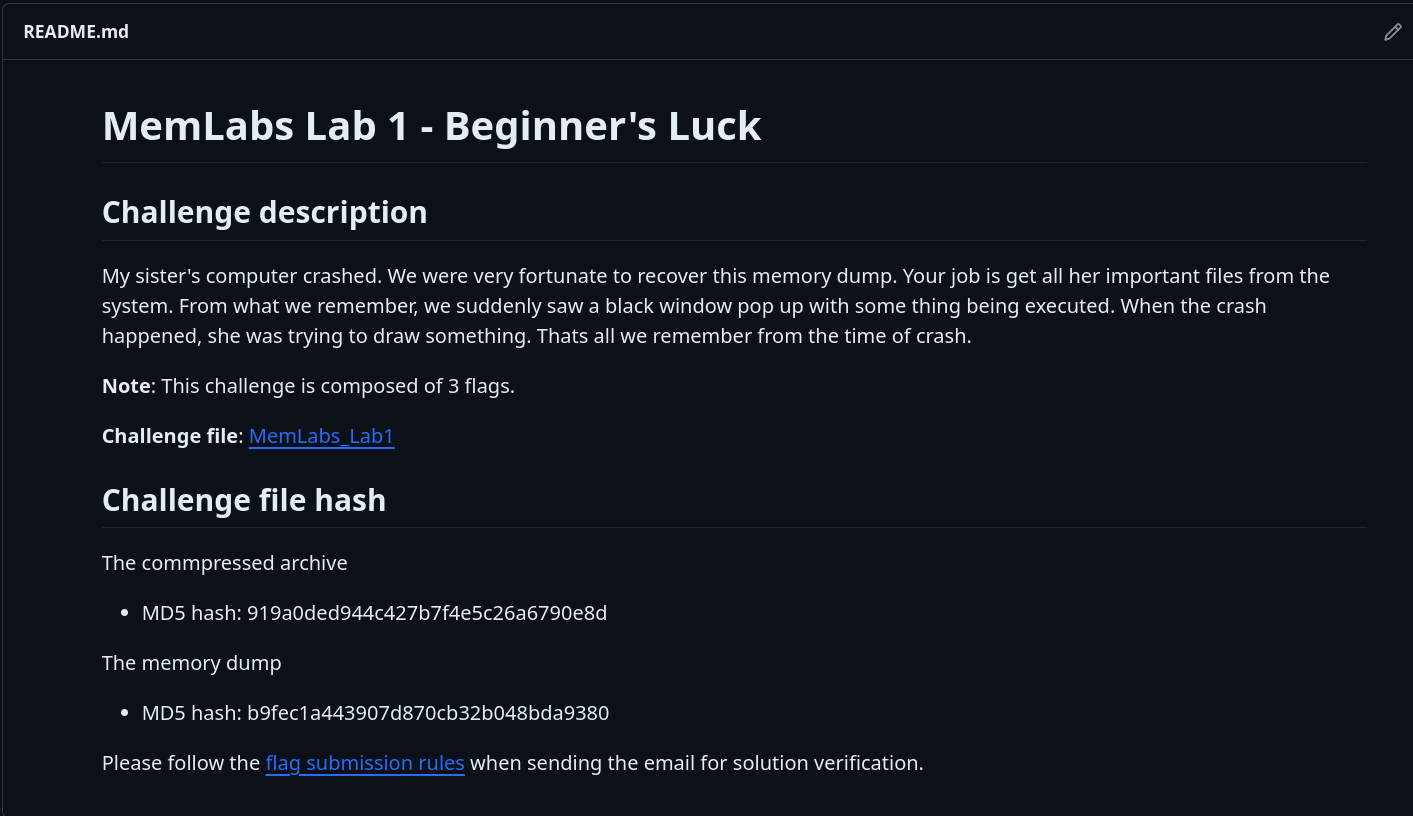 README.md
MemLabs Lab 1 - Beginner's Luck
Challenge description
My sister's computer crashed. We were very fortunate to recover this memory dump. Your job is get all her important files from the
system. From what we remember, we suddenly saw a black window pop up with some thing being executed. When the crash
happened, she was trying to draw something. Thats all we remember from the time of crash.
Note: This challenge is composed of 3 flags.
Challenge file: MemLabs_Lab1
Challenge file hash
The commpressed archive
• MD5 hash: 919a0ded944c427b7f4e5c26a6790e8d
The memory dump
• MD5 hash: b9fec1a443907d870cb32b048bda9380
Please follow the flag submission rules when sending the email for solution verification.